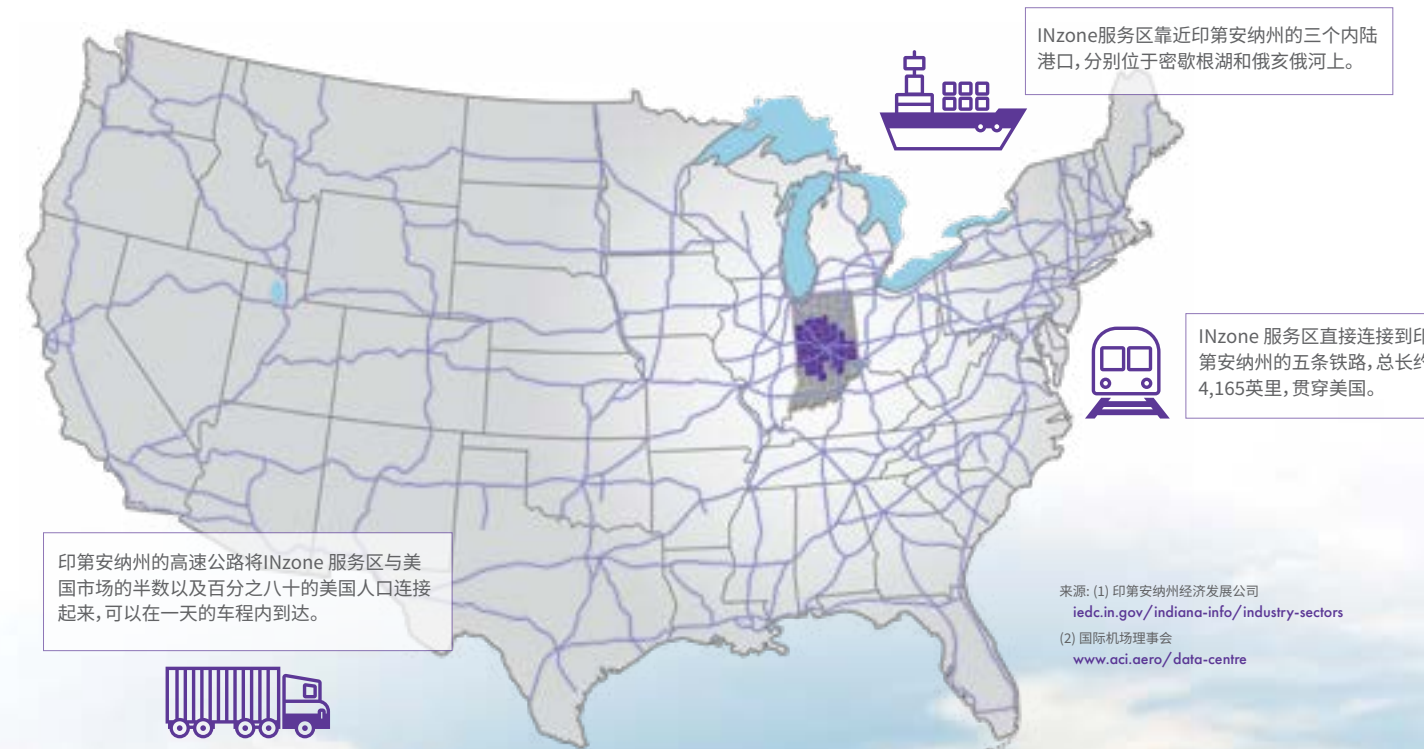 INzone服务区靠近印第安纳州的三个内陆
港口,分别位于密歇根湖和俄亥俄河上。
INzone 服务区直接连接到印
第安纳州的五条铁路,总长约
4,165英里,贯穿美国。
印第安纳州的高速公路将INzone 服务区与美
国市场的半数以及百分之八十的美国人口连接
起来,可以在一天的车程内到达。
来源: (1) 印第安纳州经济发展公司
iedc.in.gov/indiana-info/industry-sectors
(2) 国际机场理事会
www.aci.aero/data-centre